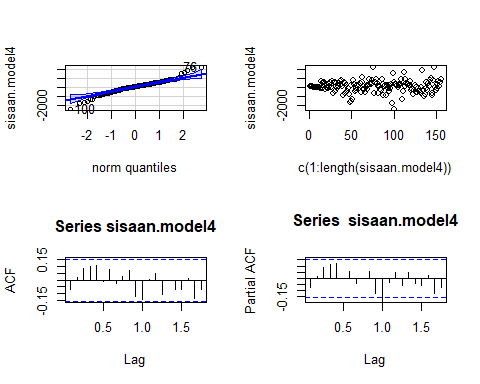 sisaan.model4
-2000
76
100
-2 -1 0 1 2
norm quantiles
sisaan.model4
-2000
0 50 100 150
c(1:length(sisaan.model4))
Series sisaan.model4
ACF
-0.15 0.15
0.5 1.0 1.5
Lag
Series sisaan.model4
Partial ACF
-0.15
0.5 1.0 1.5
Lag